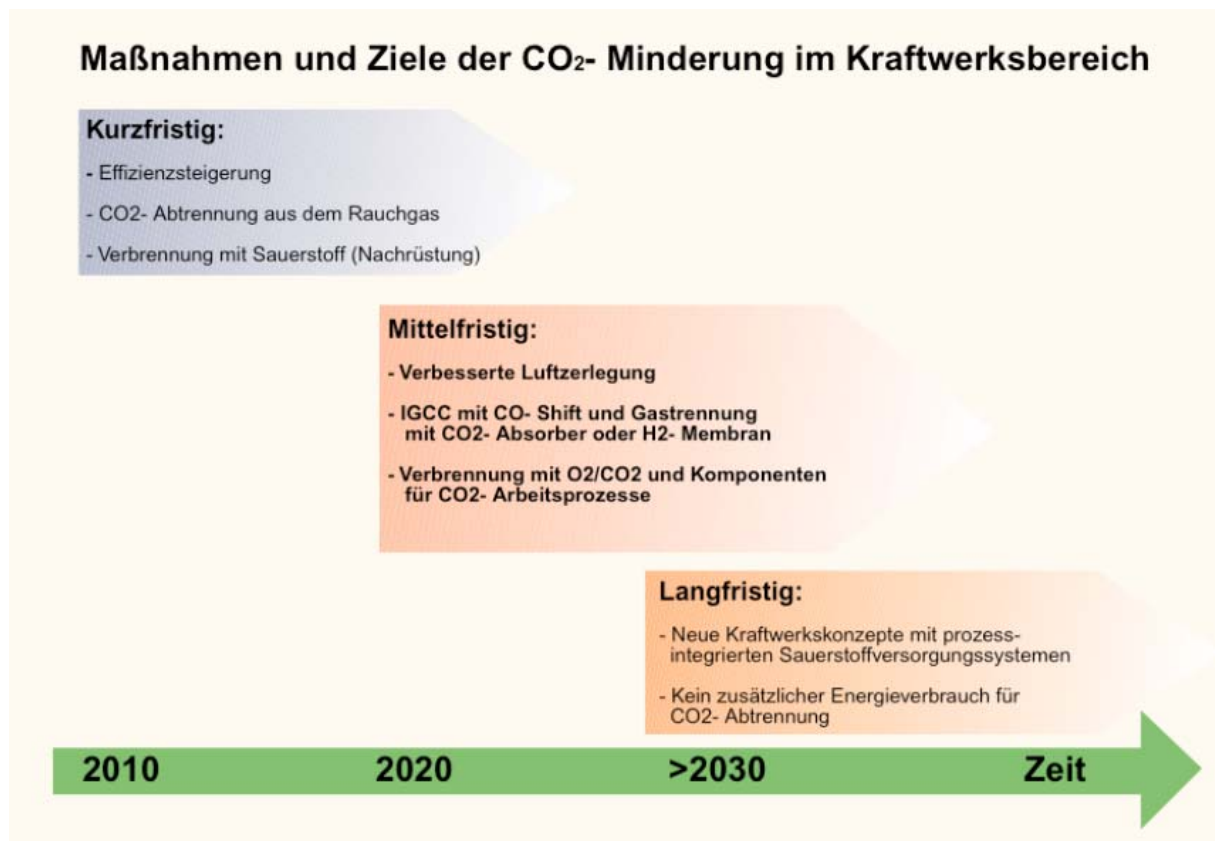 Maßnahmen und Ziele der CO₂- Minderung im Kraftwerksbereich
Kurzfristig:
- Effizienzsteigerung
- CO2- Abtrennung aus dem Rauchgas
- Verbrennung mit Sauerstoff (Nachrüstung)
Mittelfristig:
- Verbesserte Luftzerlegung
- IGCC mit CO- Shift und Gastrennung
mit CO2- Absorber oder H2- Membran
- Verbrennung mit O2/CO2 und Komponenten
für CO2- Arbeitsprozesse
Langfristig:
- Neue Kraftwerkskonzepte mit prozess-
integrierten Sauerstoffversorgungssystemen
- Kein zusätzlicher Energieverbrauch für
CO2- Abtrennung
2010 2020 >2030 Zeit